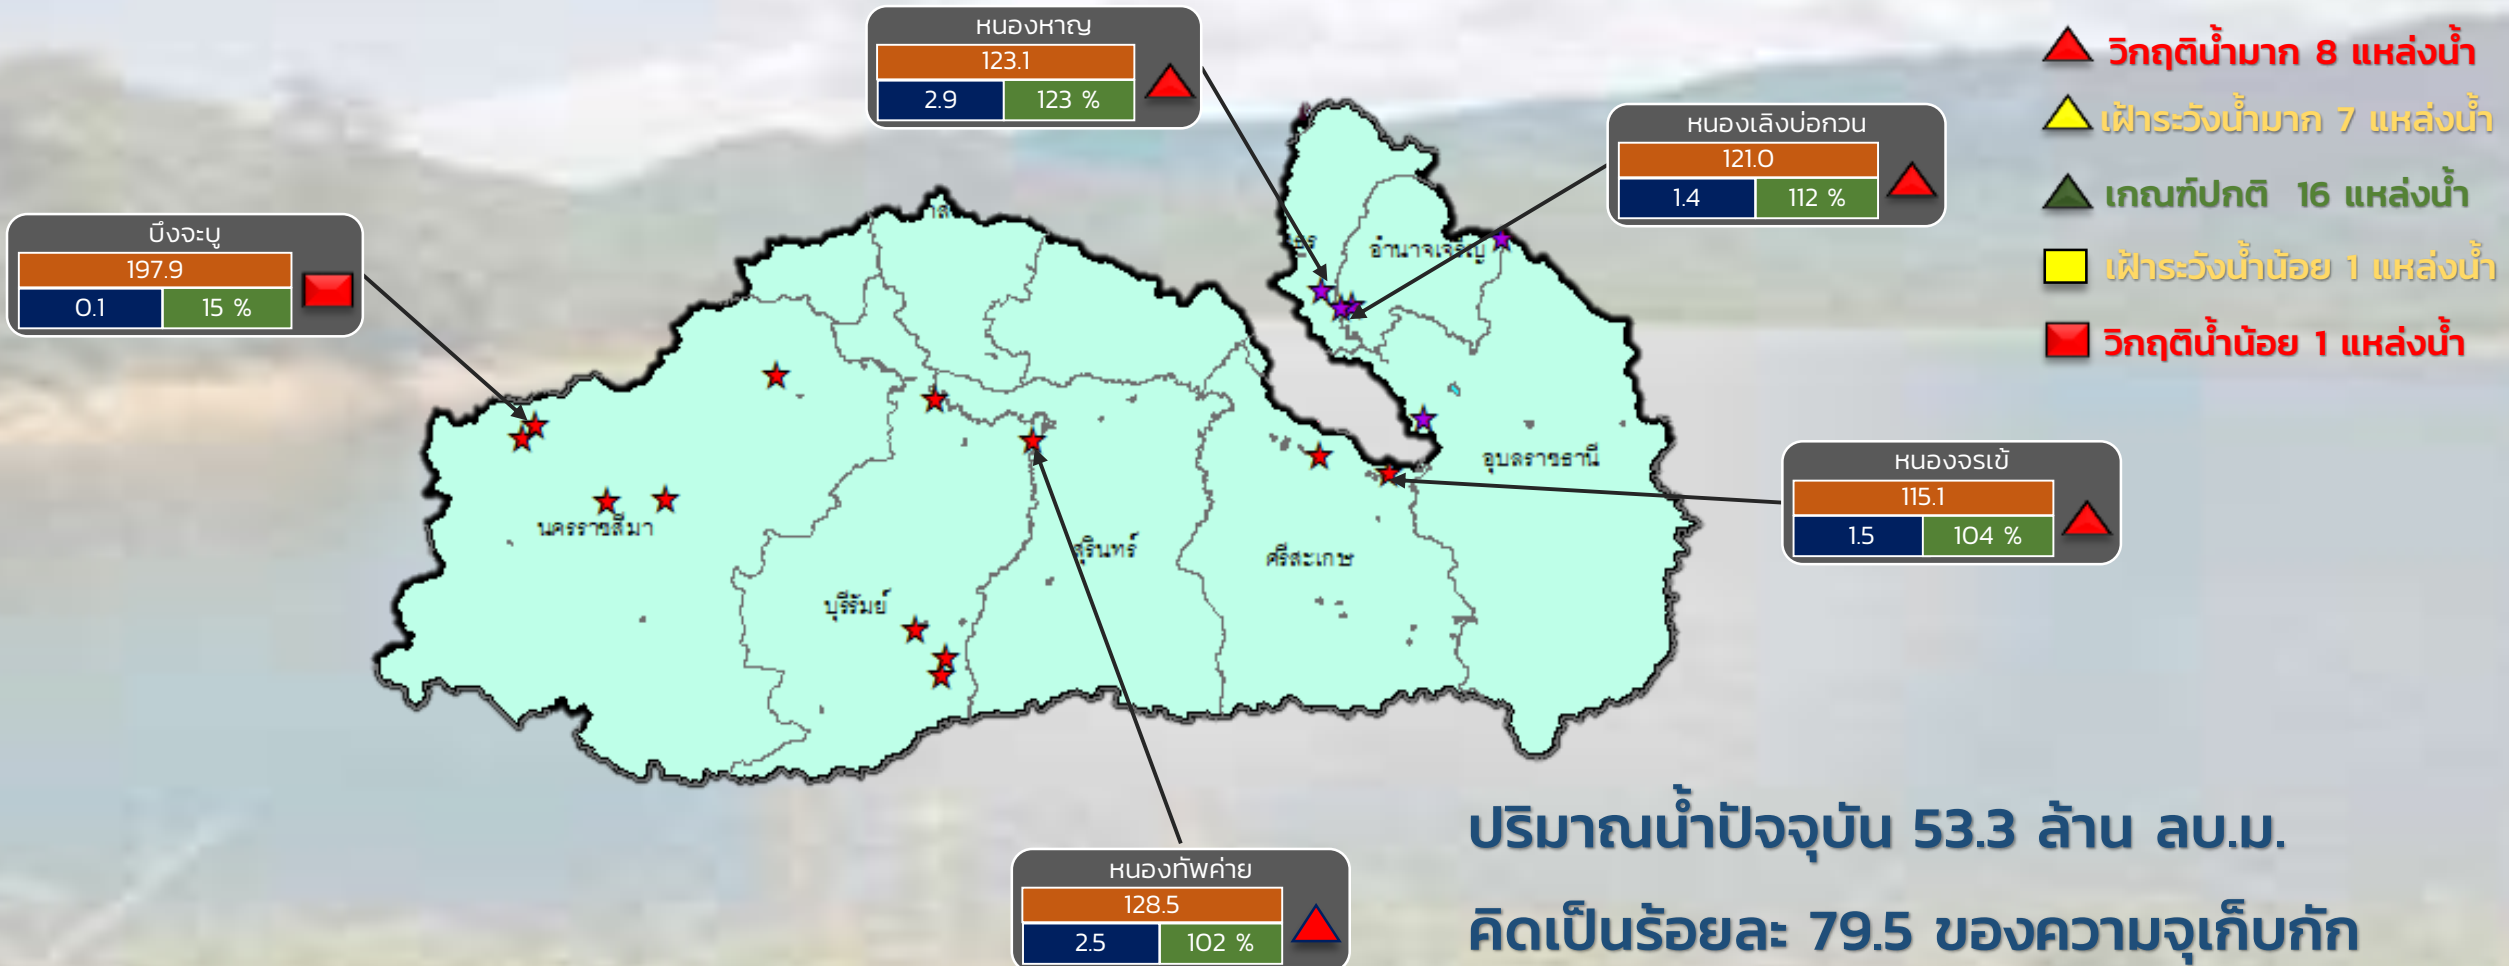 หนองหาญ
123.1
2.9 123 %
วิกฤติน้ำมาก 8 แหล่งน้ำ
เฝ้าระวังน้ำมาก 7 แหล่งน้ำ
เกณฑ์ปกติ 16 แหล่งน้ำ
เฝ้าระวังน้ำน้อย 1 แหล่งน้ำ
วิกฤติน้ำน้อย 1 แหล่งน้ำ
หนองเลิงบ่อกวน
121.0
1.4 112 %
บึงจะบู
197.9
0.1 15 %
อำนาจเจริญ
หนองจรเข้
115.1
1.5 104 %
อุบลราชธานี
นครราชสีมา
สุรินทร์
ศรีสะเกษ
บุรีรัมย์
หนองทัพค่าย
128.5
2.5 102 %
ปริมาณน้ำปัจจุบัน 53.3 ล้าน ลบ.ม.
คิดเป็นร้อยละ 79.5 ของความจุเก็บกัก